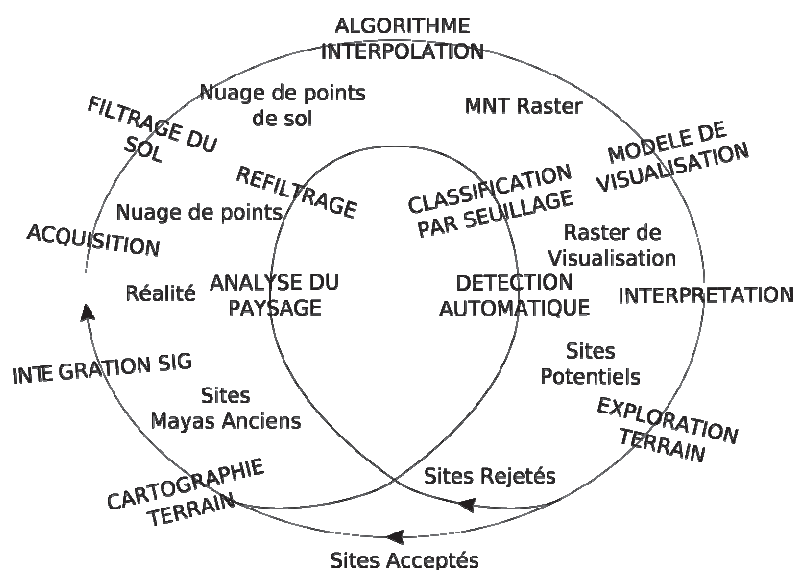 ALGORITHME
INTERPOLATION
Nuage de points
de sol
MNT Raster
FILTRAGE DU
SOL
MODELE DE
VISUALISATION
REFILTRAGE
CLASSIFICATION
PAR SEUILLAGE
Nuage de points
ACQUISITION
Raster de
Visualisation
Réalité
ANALYSE DU
PAYSAGE
DETECTION
AUTOMATIQUE
INTERPRETATION
INTEGRATION SIG
Sites
Potentiels
Sites
Mayas Anciens
EXPLORATION
TERRAIN
CARTOGRAPHIE
TERRAIN
Sites Rejetés
Sites Acceptés